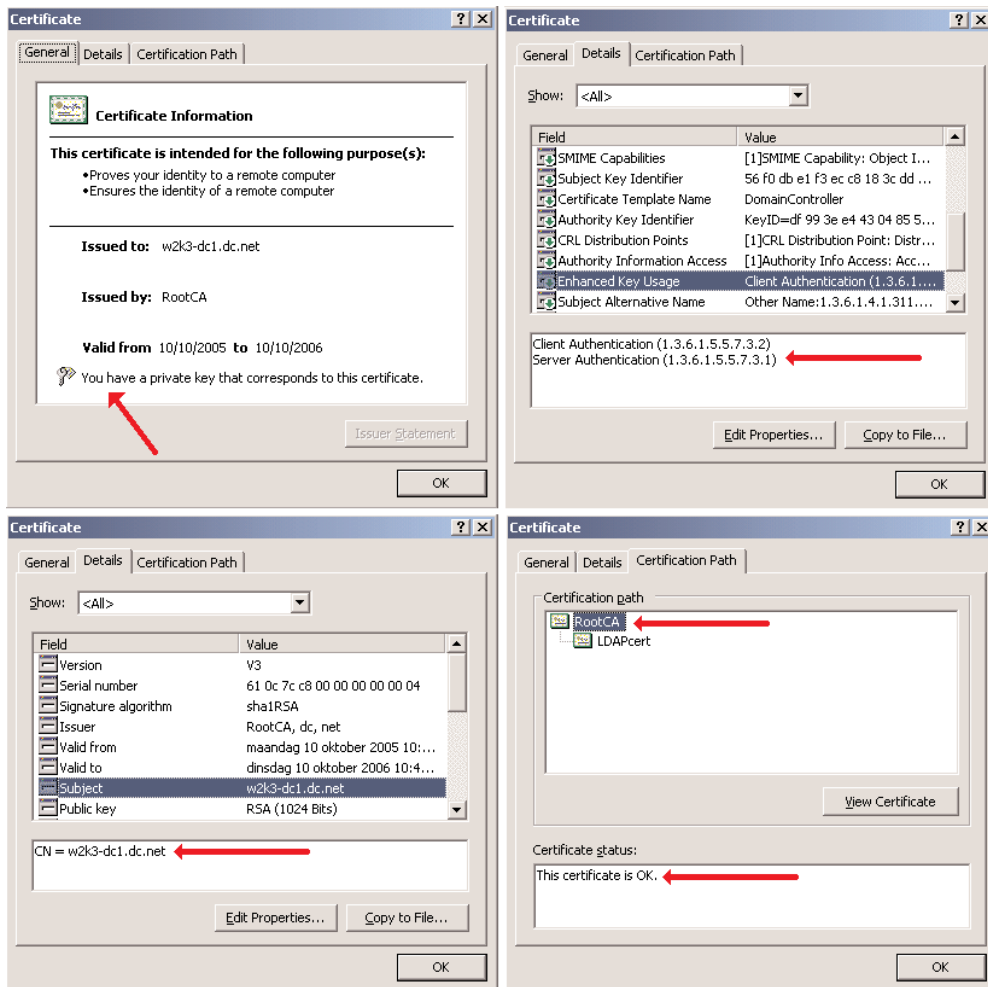 Certificate
General Details Certification Path
Certificate Information
This certificate is intended for the following purpose(s):
•Proves your identity to a remote computer
•Ensures the identity of a remote computer
Issued to: w2k3-dc1.dc.net
Issued by: RootCA
Valid from 10/10/2005 to 10/10/2006
You have a private key that corresponds to this certificate.
Issuer Statement
OK
Certificate
General Details Certification Path
Show: <All>
Field Value
SMIME Capabilities [1]SMIME Capability: Object I...
Subject Key Identifier 56 f0 db e1 f3 ec c8 18 3c dd ...
Certificate Template Name DomainController
Authority Key Identifier KeyID=df 99 3e e4 43 04 85 5...
CRL Distribution Points [1]CRL Distribution Point: Distr...
Authority Information Access [1]Authority Info Access: Acc...
Enhanced Key Usage Client Authentication (1.3.6.1....
Subject Alternative Name Other Name:1.3.6.1.4.1.311....
Client Authentication (1.3.6.1.5.5.7.3.2)
Server Authentication (1.3.6.1.5.5.7.3.1)
Edit Properties... Copy to File...
OK
Certificate
General Details Certification Path
Show: <All>
Field Value
Version V3
Serial number 61 0c 7c c8 00 00 00 00 00 04
Signature algorithm sha1RSA
Issuer RootCA, dc, net
Valid from maandag 10 oktober 2005 10:...
Valid to dinsdag 10 oktober 2006 10:4...
Subject w2k3-dc1.dc.net
Public key RSA (1024 Bits)
CN = w2k3-dc1.dc.net
Edit Properties... Copy to File...
OK
Certificate
General Details Certification Path
Certification path
RootCA
LDAPcert
View Certificate
Certificate status:
This certificate is OK.
OK